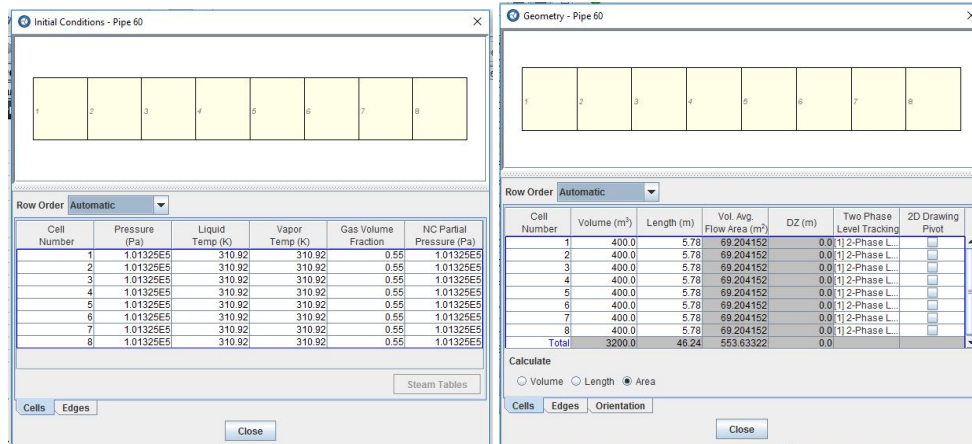 Initial Conditions - Pipe 60
1 2 3 4 5 6 7 8
Row Order Automatic
Cell Number Pressure (Pa) Liquid Temp (K) Vapor Temp (K) Gas Volume Fraction NC Partial Pressure (Pa)
1 1.01325E5 310.92 310.92 0.55 1.01325E5
2 1.01325E5 310.92 310.92 0.55 1.01325E5
3 1.01325E5 310.92 310.92 0.55 1.01325E5
4 1.01325E5 310.92 310.92 0.55 1.01325E5
5 1.01325E5 310.92 310.92 0.55 1.01325E5
6 1.01325E5 310.92 310.92 0.55 1.01325E5
7 1.01325E5 310.92 310.92 0.55 1.01325E5
8 1.01325E5 310.92 310.92 0.55 1.01325E5
Steam Tables
Cells Edges
Close
Geometry - Pipe 60
1 2 3 4 5 6 7 8
Row Order Automatic
Cell Number Volume (m³) Length (m) Vol. Avg. Flow Area (m²) DZ (m) Two Phase Level Tracking 2D Drawing Pivot
1 400.0 5.78 69.204152 0.0 [1] 2-Phase L...
2 400.0 5.78 69.204152 0.0 [1] 2-Phase L...
3 400.0 5.78 69.204152 0.0 [1] 2-Phase L...
4 400.0 5.78 69.204152 0.0 [1] 2-Phase L...
5 400.0 5.78 69.204152 0.0 [1] 2-Phase L...
6 400.0 5.78 69.204152 0.0 [1] 2-Phase L...
7 400.0 5.78 69.204152 0.0 [1] 2-Phase L...
8 400.0 5.78 69.204152 0.0 [1] 2-Phase L...
Total 3200.0 46.24 553.63322 0.0
Calculate
Volume Length Area
Cells Edges Orientation
Close